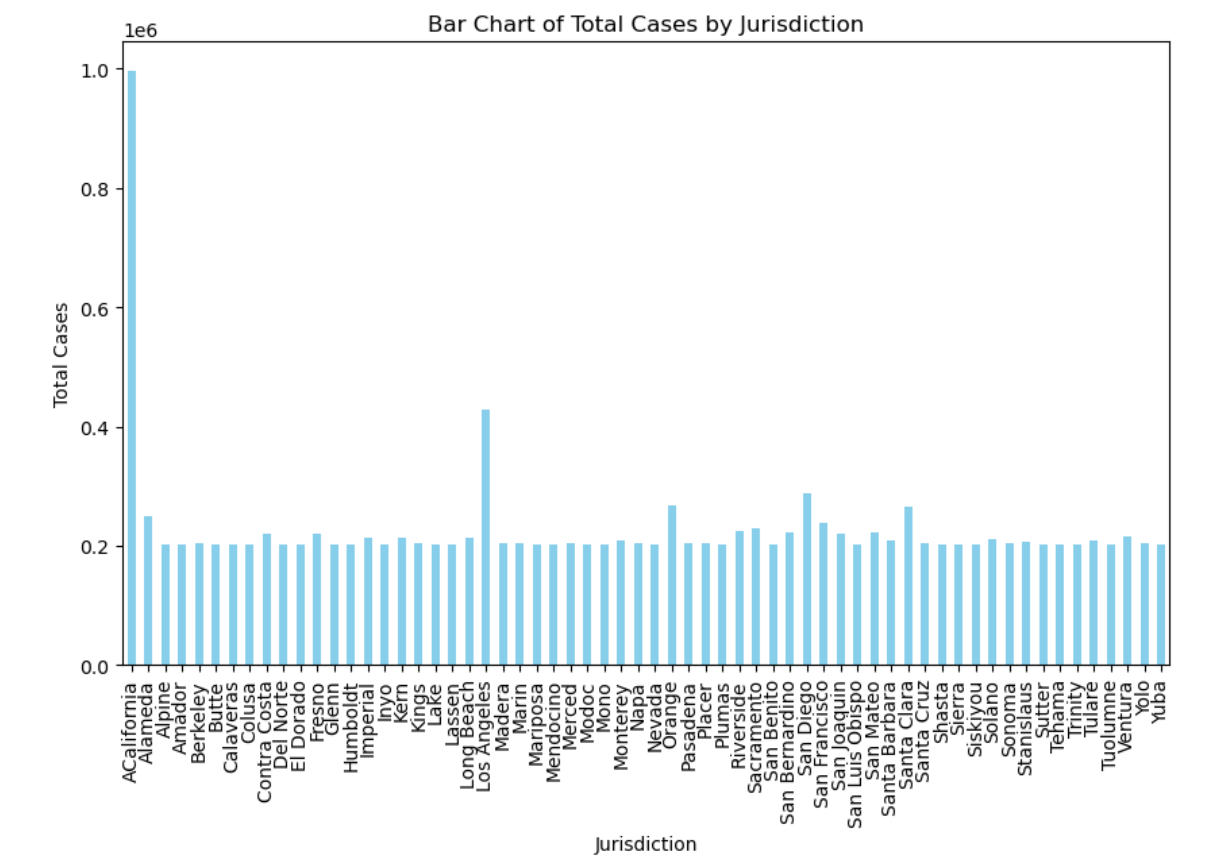 Bar Chart of Total Cases by Jurisdiction
1e6
1.0
0.8
0.6
0.4
0.2
0.0
Total Cases
ACalifornia
Alameda
Alpine
Amador
Berkeley
Butte
Calaveras
Colusa
Contra Costa
Del Norte
El Dorado
Fresno
Glenn
Humboldt
Imperial
Inyo
Kern
Kings
Lake
Lassen
Long Beach
Los Angeles
Madera
Marin
Mariposa
Mendocino
Merced
Modoc
Mono
Monterey
Napa
Nevada
Orange
Pasadena
Placer
Plumas
Riverside
Sacramento
San Benito
San Bernardino
San Diego
San Francisco
San Joaquin
San Luis Obispo
San Mateo
Santa Barbara
Santa Clara
Santa Cruz
Shasta
Sierra
Siskiyou
Solano
Sonoma
Stanislaus
Sutter
Tehama
Trinity
Tulare
Tuolumne
Ventura
Yolo
Yuba
Jurisdiction